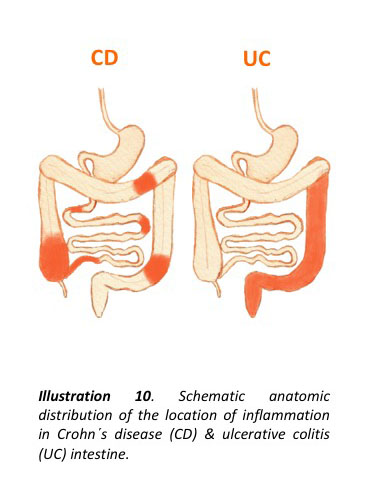 CD
UC
Illustration 10. Schematic anatomic
distribution of the location of inflammation
in Crohn´s disease (CD) & ulcerative colitis
(UC) intestine.